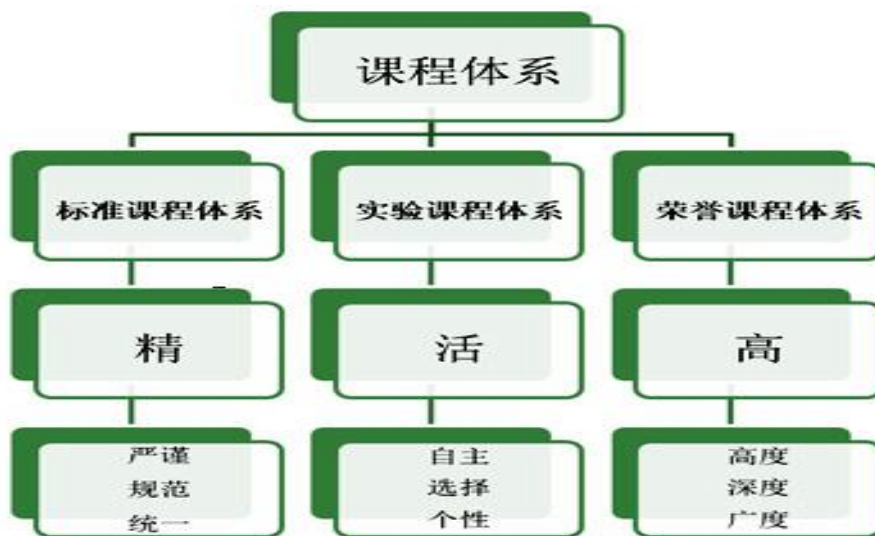 课程体系
标准课程体系
实验课程体系
荣誉课程体系
精
活
高
严谨
规范
统一
自主
选择
个性
高度
深度
广度